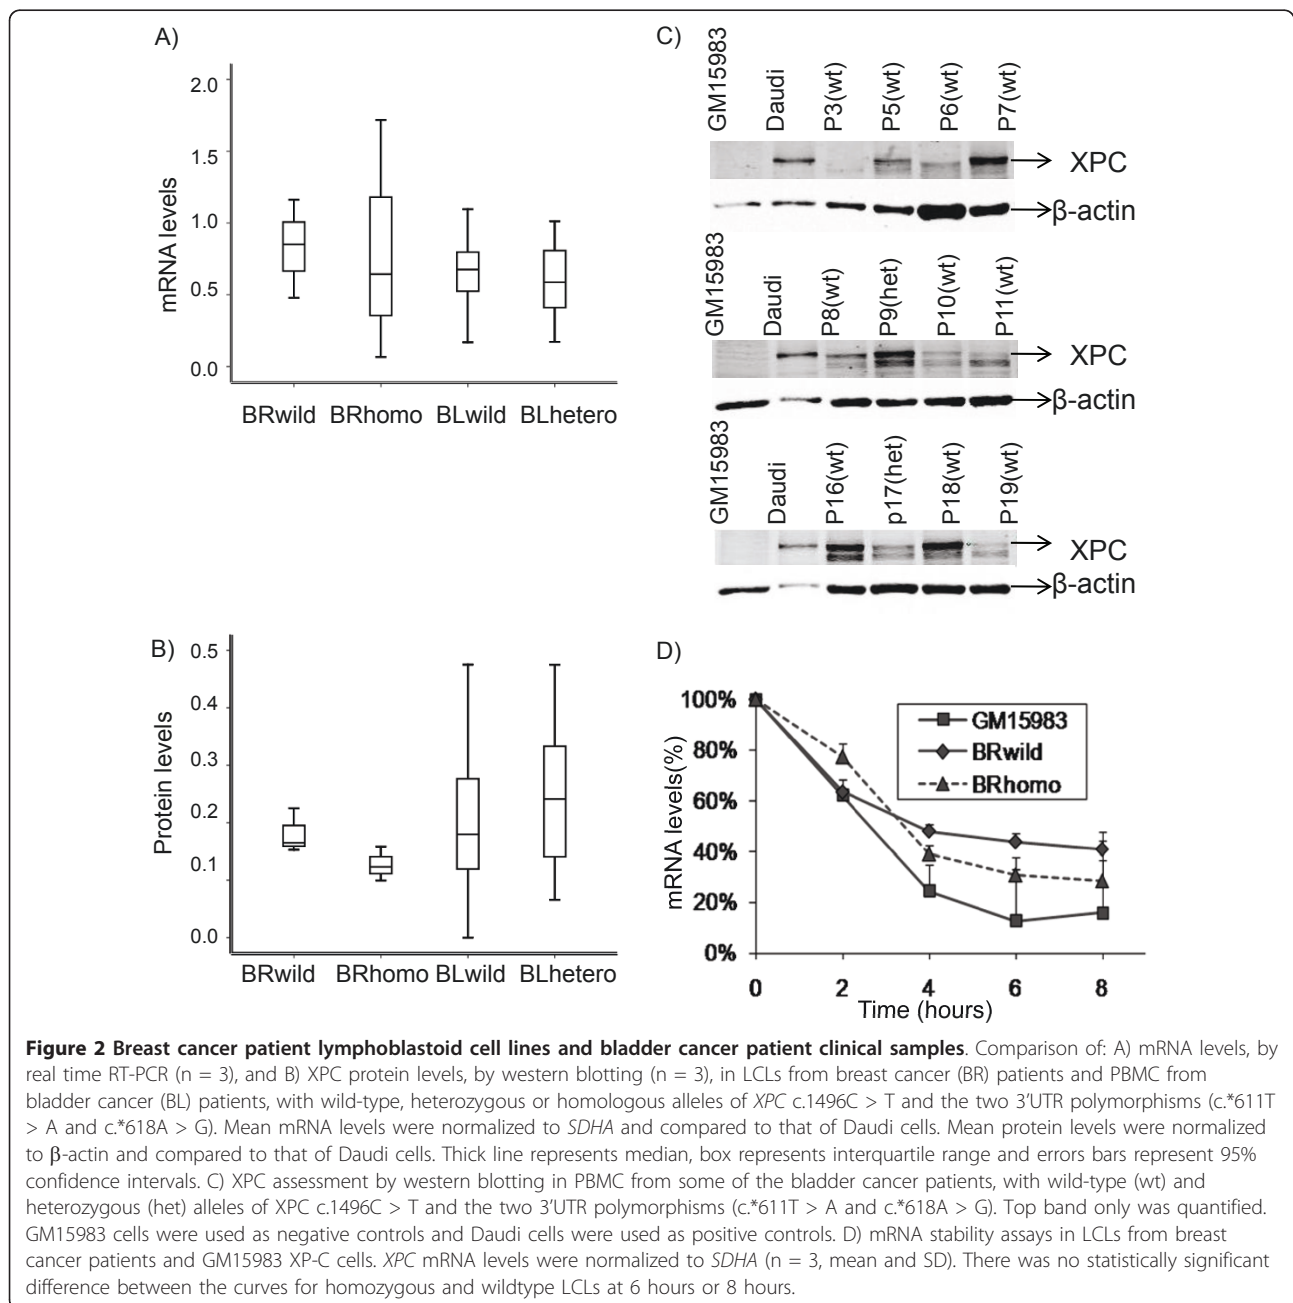 A)
2.0
1.5
1.0
0.5
0.0
mRNA levels
BRwild BRhomo BLwild BLhetero
B)
0.5
0.4
0.3
0.2
0.1
0.0
Protein levels
BRwild BRhomo BLwild BLhetero
C)
GM15983 Daudi P3(wt) P5(wt) P6(wt) P7(wt)
XPC
β-actin
GM15983 Daudi P8(wt) P9(het) P10(wt) P11(wt)
XPC
β-actin
GM15983 Daudi P16(wt) p17(het) P18(wt) P19(wt)
XPC
β-actin
D)
100%
80%
60%
40%
20%
0%
mRNA levels(%)
GM15983
BRwild
BRhomo
0 2 4 6 8
Time (hours)
Figure 2 Breast cancer patient lymphoblastoid cell lines and bladder cancer patient clinical samples. Comparison of: A) mRNA levels, by
real time RT-PCR (n = 3), and B) XPC protein levels, by western blotting (n = 3), in LCLs from breast cancer (BR) patients and PBMC from
bladder cancer (BL) patients, with wild-type, heterozygous or homologous alleles of XPC c.1496C > T and the two 3'UTR polymorphisms (c.*611T
> A and c.*618A > G). Mean mRNA levels were normalized to SDHA and compared to that of Daudi cells. Mean protein levels were normalized
to β-actin and compared to that of Daudi cells. Thick line represents median, box represents interquartile range and errors bars represent 95%
confidence intervals. C) XPC assessment by western blotting in PBMC from some of the bladder cancer patients, with wild-type (wt) and
heterozygous (het) alleles of XPC c.1496C > T and the two 3'UTR polymorphisms (c.*611T > A and c.*618A > G). Top band only was quantified.
GM15983 cells were used as negative controls and Daudi cells were used as positive controls. D) mRNA stability assays in LCLs from breast
cancer patients and GM15983 XP-C cells. XPC mRNA levels were normalized to SDHA (n = 3, mean and SD). There was no statistically significant
difference between the curves for homozygous and wildtype LCLs at 6 hours or 8 hours.